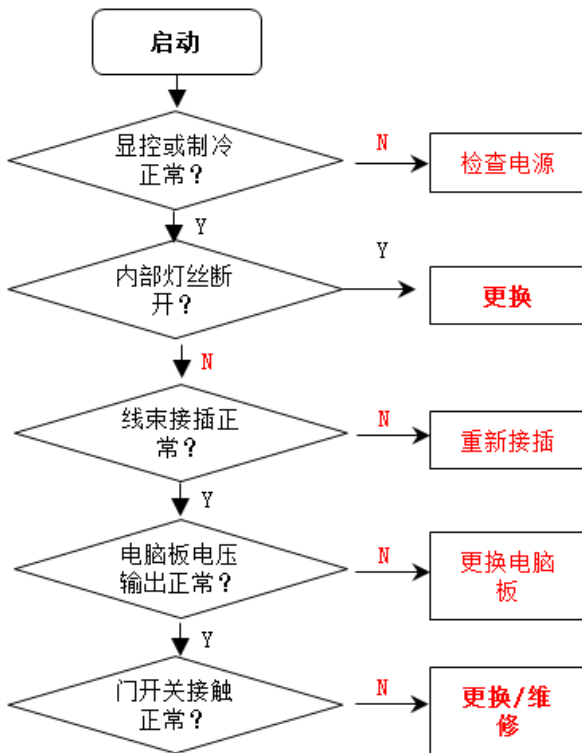 启动
显控或制冷
正常？
N
检查电源
Y
内部灯丝断
开？
Y
更换
N
线束接插正
常？
N
重新接插
Y
电脑板电压
输出正常？
N
更换电脑
板
Y
门开关接触
正常？
N
更换/维
修